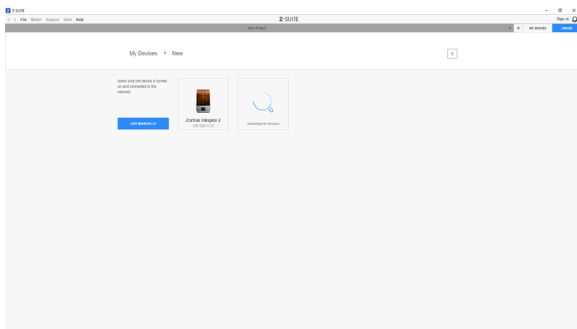 Z-SUITE
File Model Support View Help
Z-SUITE
Sign in
New Project
MY DEVICES
My Devices > New
Make sure the device is turned
on and connected to the
network.
ADD MANUALLY
Zortrax Inkspire 2
Searching for devices